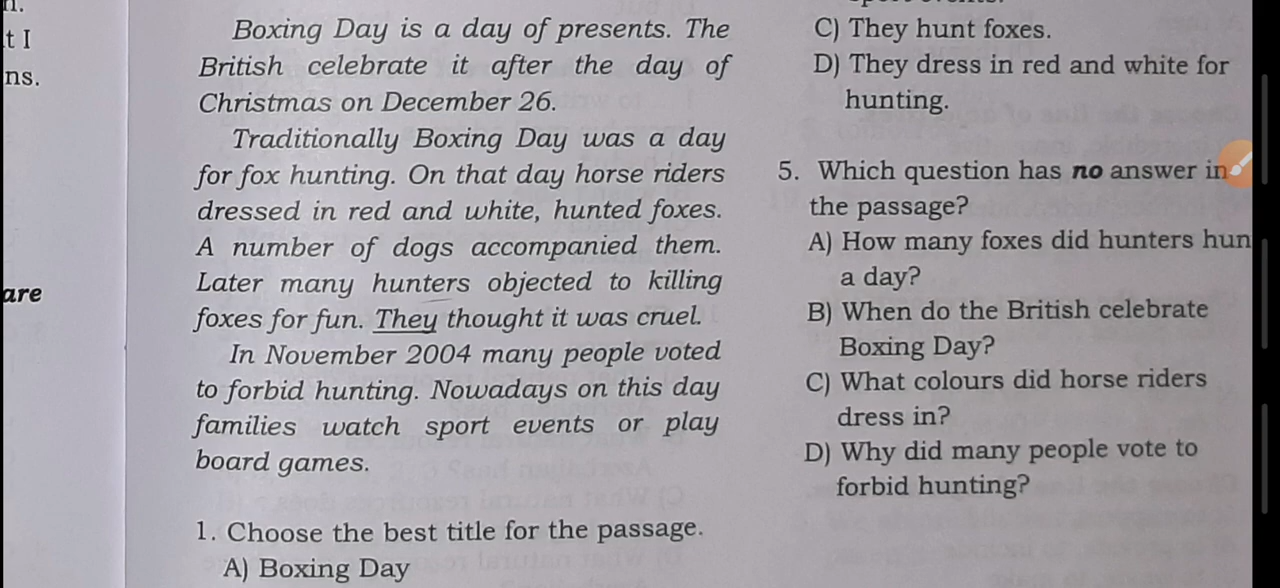 t I
ns.
are
Boxing Day is a day of presents. The
British celebrate it after the day of
Christmas on December 26.
Traditionally Boxing Day was a day
for fox hunting. On that day horse riders
dressed in red and white, hunted foxes.
A number of dogs accompanied them.
Later many hunters objected to killing
foxes for fun. They thought it was cruel.
In November 2004 many people voted
to forbid hunting. Nowadays on this day
families watch sport events or play
board games.
1. Choose the best title for the passage.
A) Boxing Day
C) They hunt foxes.
D) They dress in red and white for
hunting.
5. Which question has no answer in
the passage?
A) How many foxes did hunters hun
a day?
B) When do the British celebrate
Boxing Day?
C) What colours did horse riders
dress in?
D) Why did many people vote to
forbid hunting?